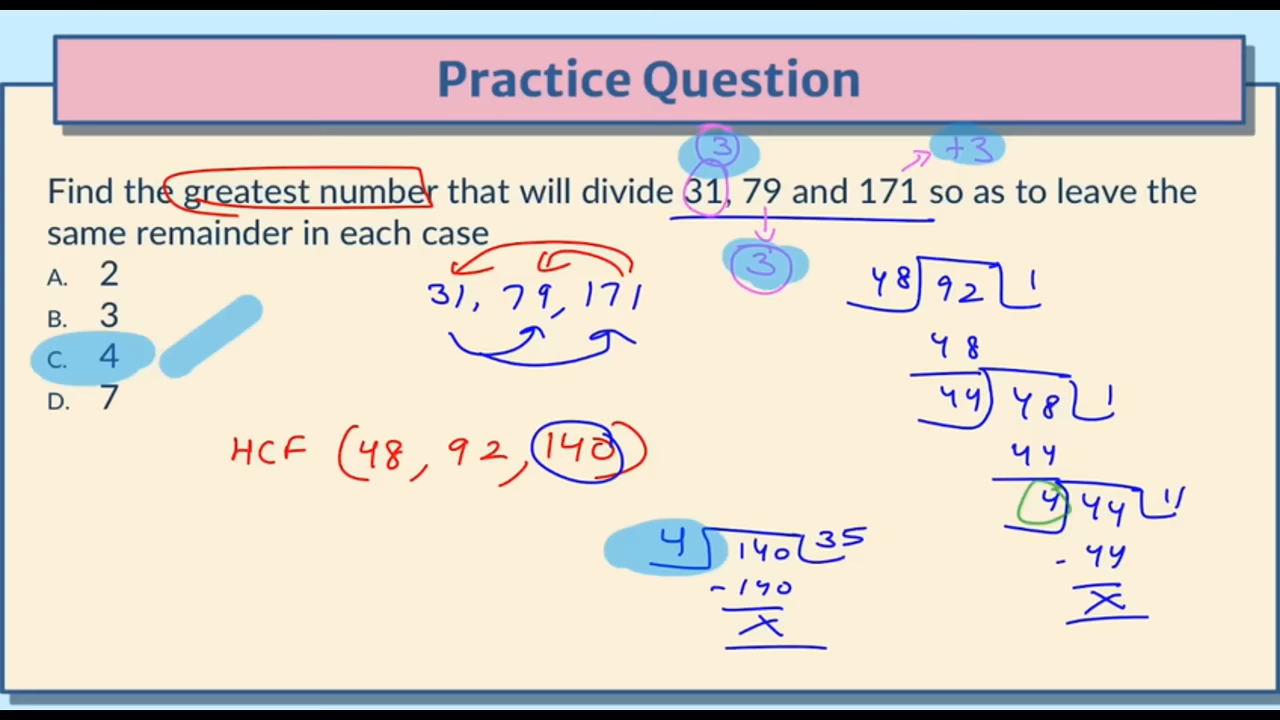 Practice Question
3
+3
Find the greatest number that will divide 31, 79 and 171 so as to leave the
same remainder in each case
3
A. 2
B. 3
C. 4
D. 7
31, 79, 171
48 92 1
48
44 48 1
44
4 44 11
- 44
x
HCF (48, 92, 140)
4 140 35
- 140
x